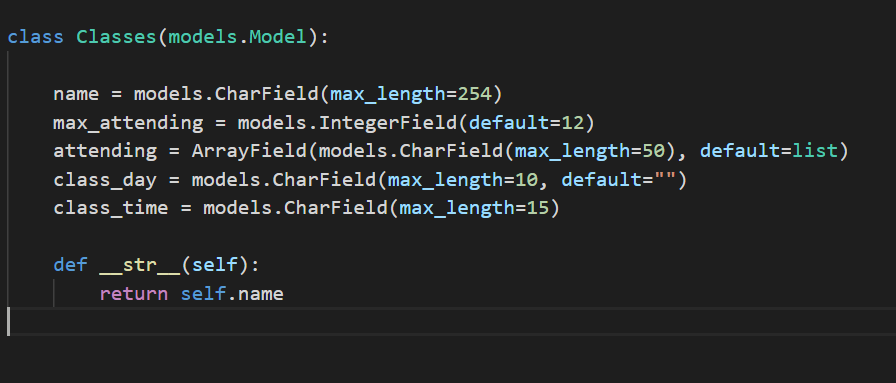 class Classes(models.Model):
name = models.CharField(max_length=254)
max_attending = models.IntegerField(default=12)
attending = ArrayField(models.CharField(max_length=50), default=list)
class_day = models.CharField(max_length=10, default="")
class_time = models.CharField(max_length=15)
def __str__(self):
return self.name